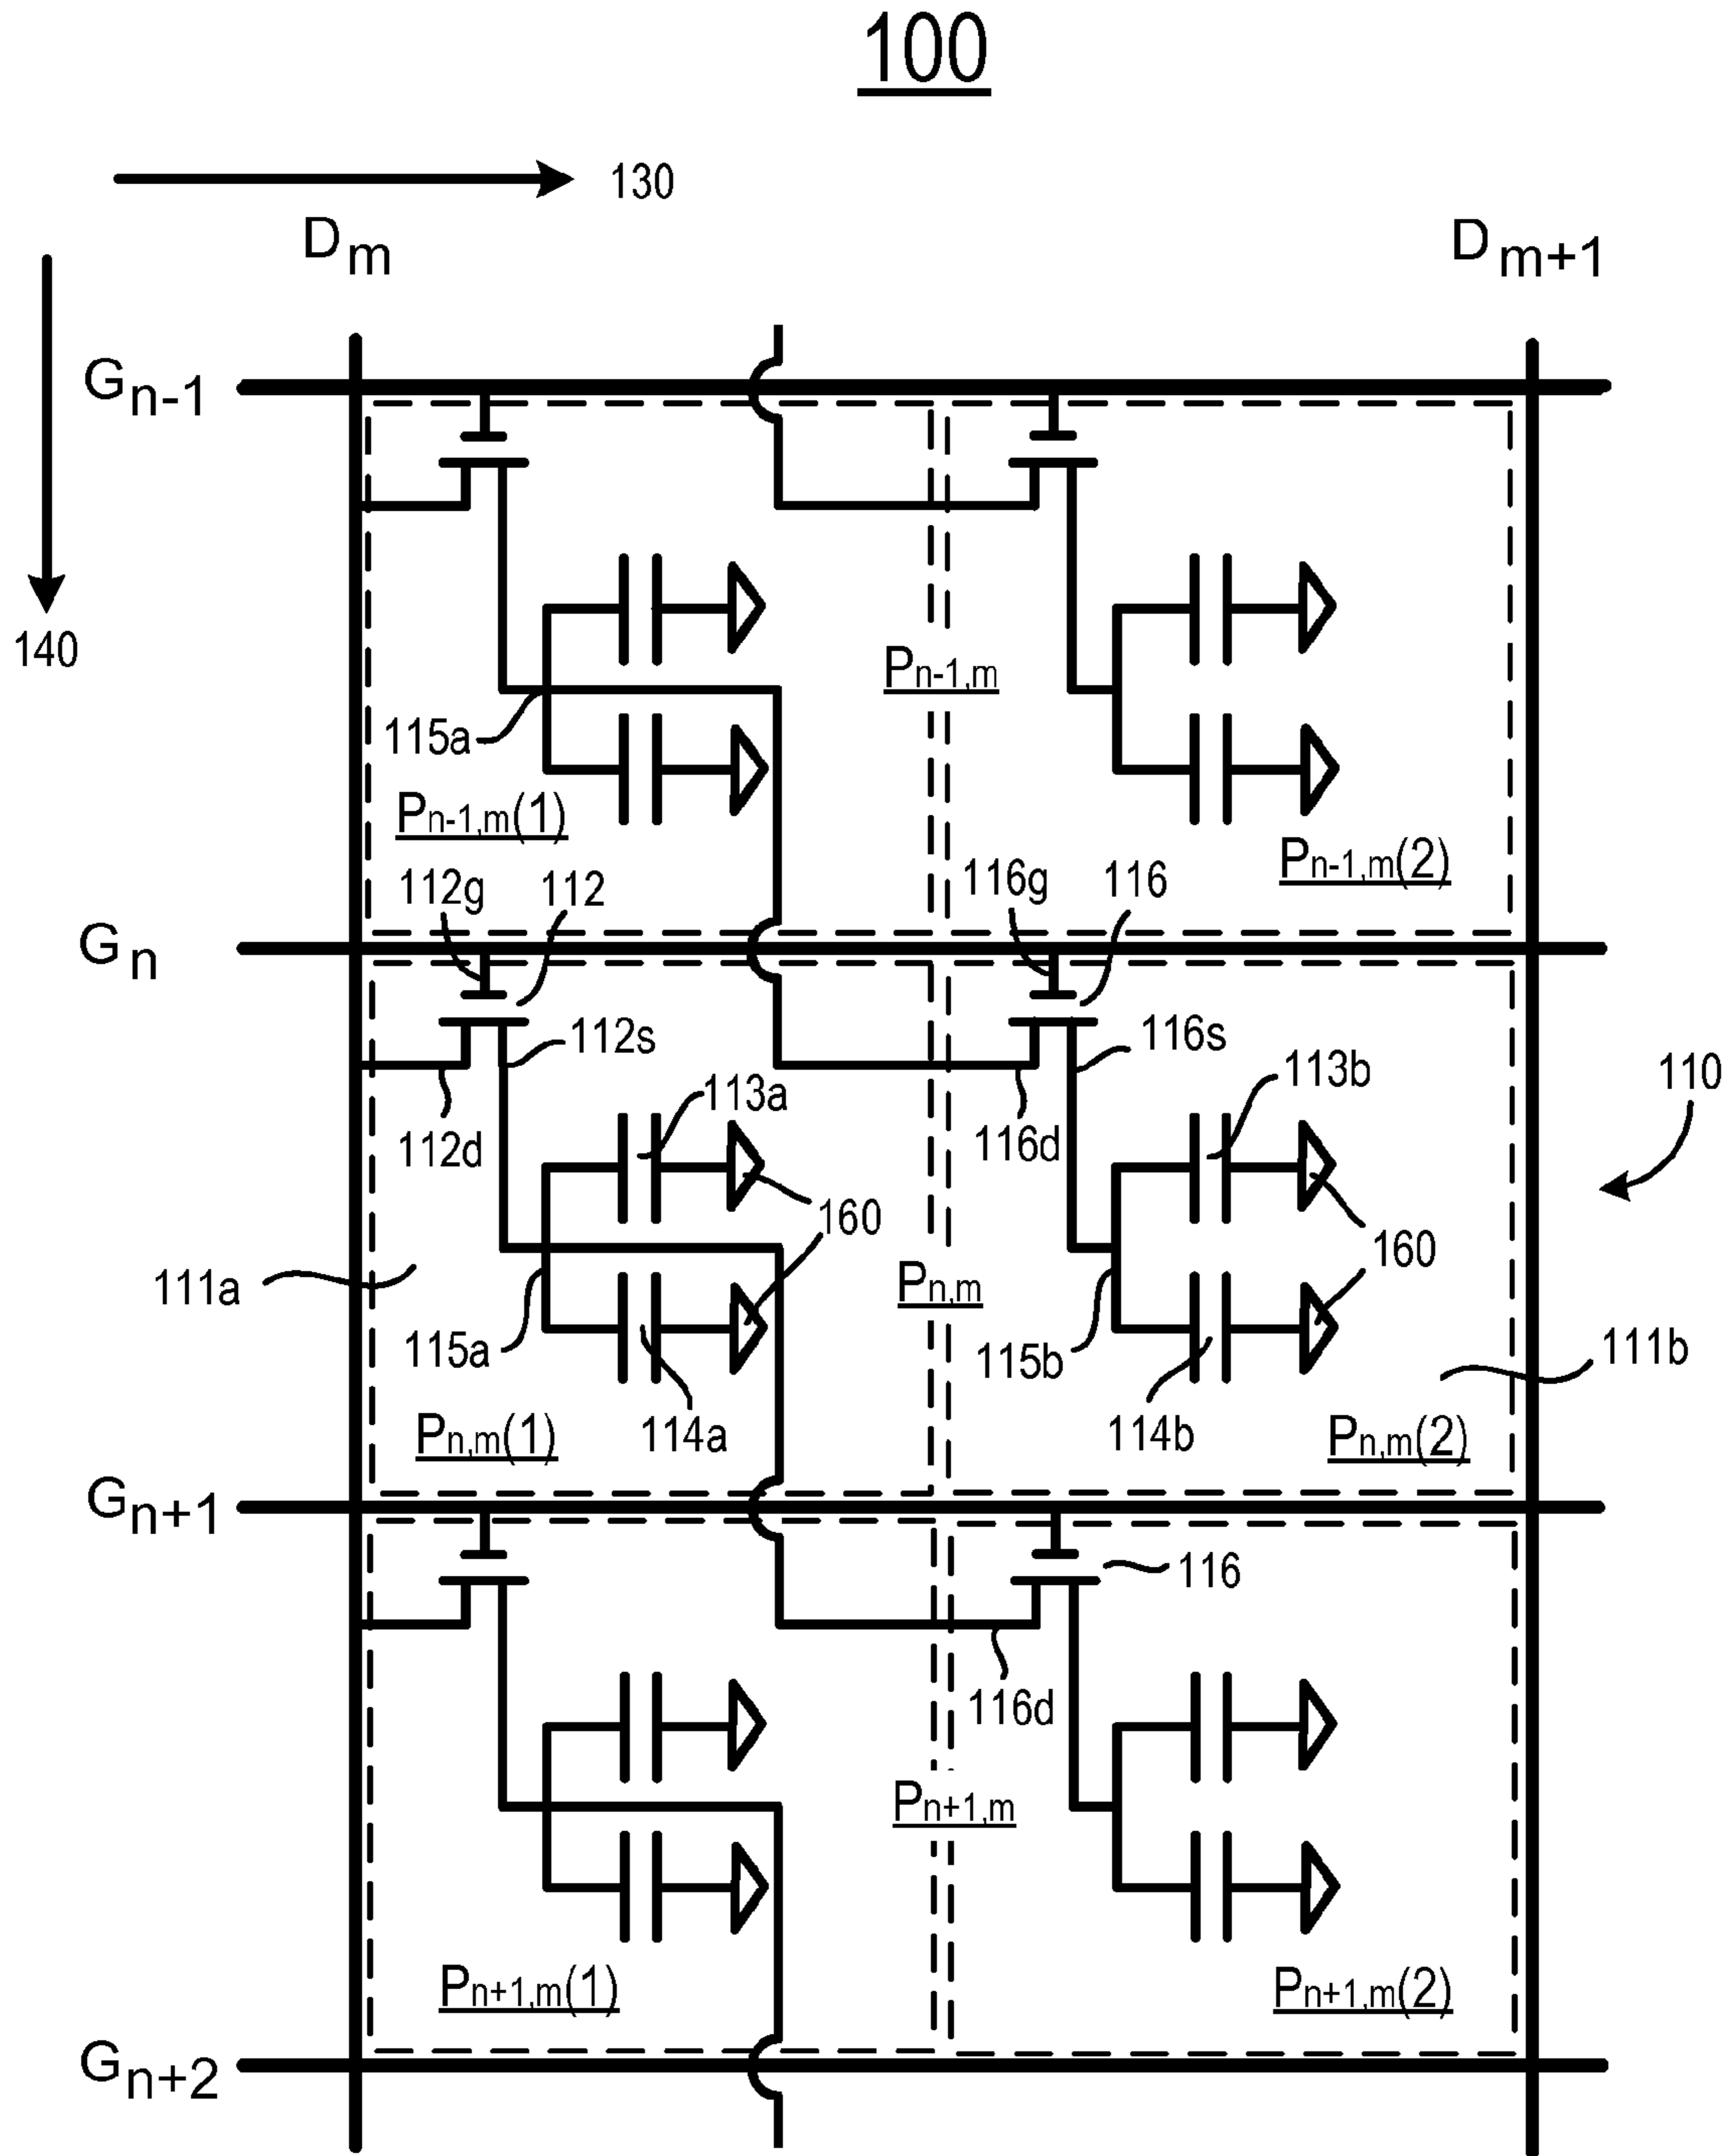 100
130
Dm
Dm+1
140
Gn-1
Pn-1,m
115a
Pn-1,m(1)
Pn-1,m(2)
112g
112
116g
116
Gn
112s
116s
113a
113b
110
112d
116d
160
160
111a
Pn,m
115a
115b
111b
114a
114b
Pn,m(1)
Pn,m(2)
Gn+1
116
116d
Pn+1,m
Pn+1,m(1)
Pn+1,m(2)
Gn+2